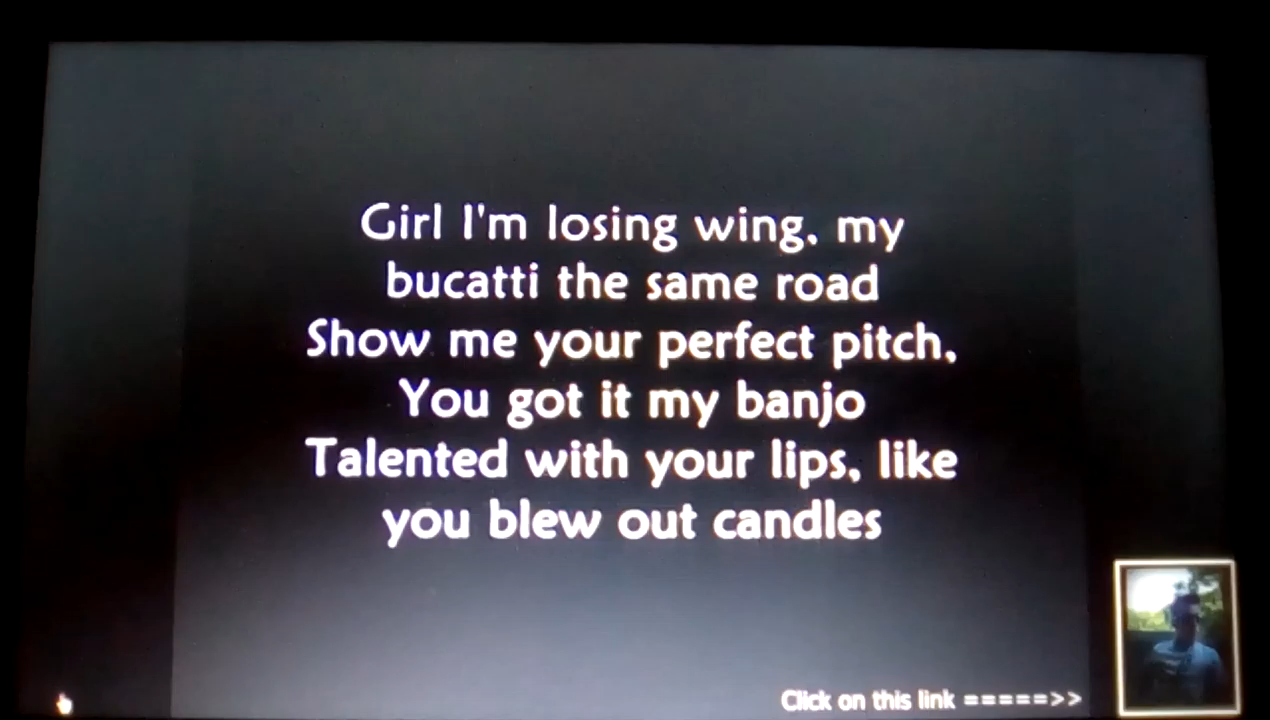 Girl I'm losing wing, my
bucatti the same road
Show me your perfect pitch,
You got it my banjo
Talented with your lips, like
you blew out candles
Click on this link =====>>